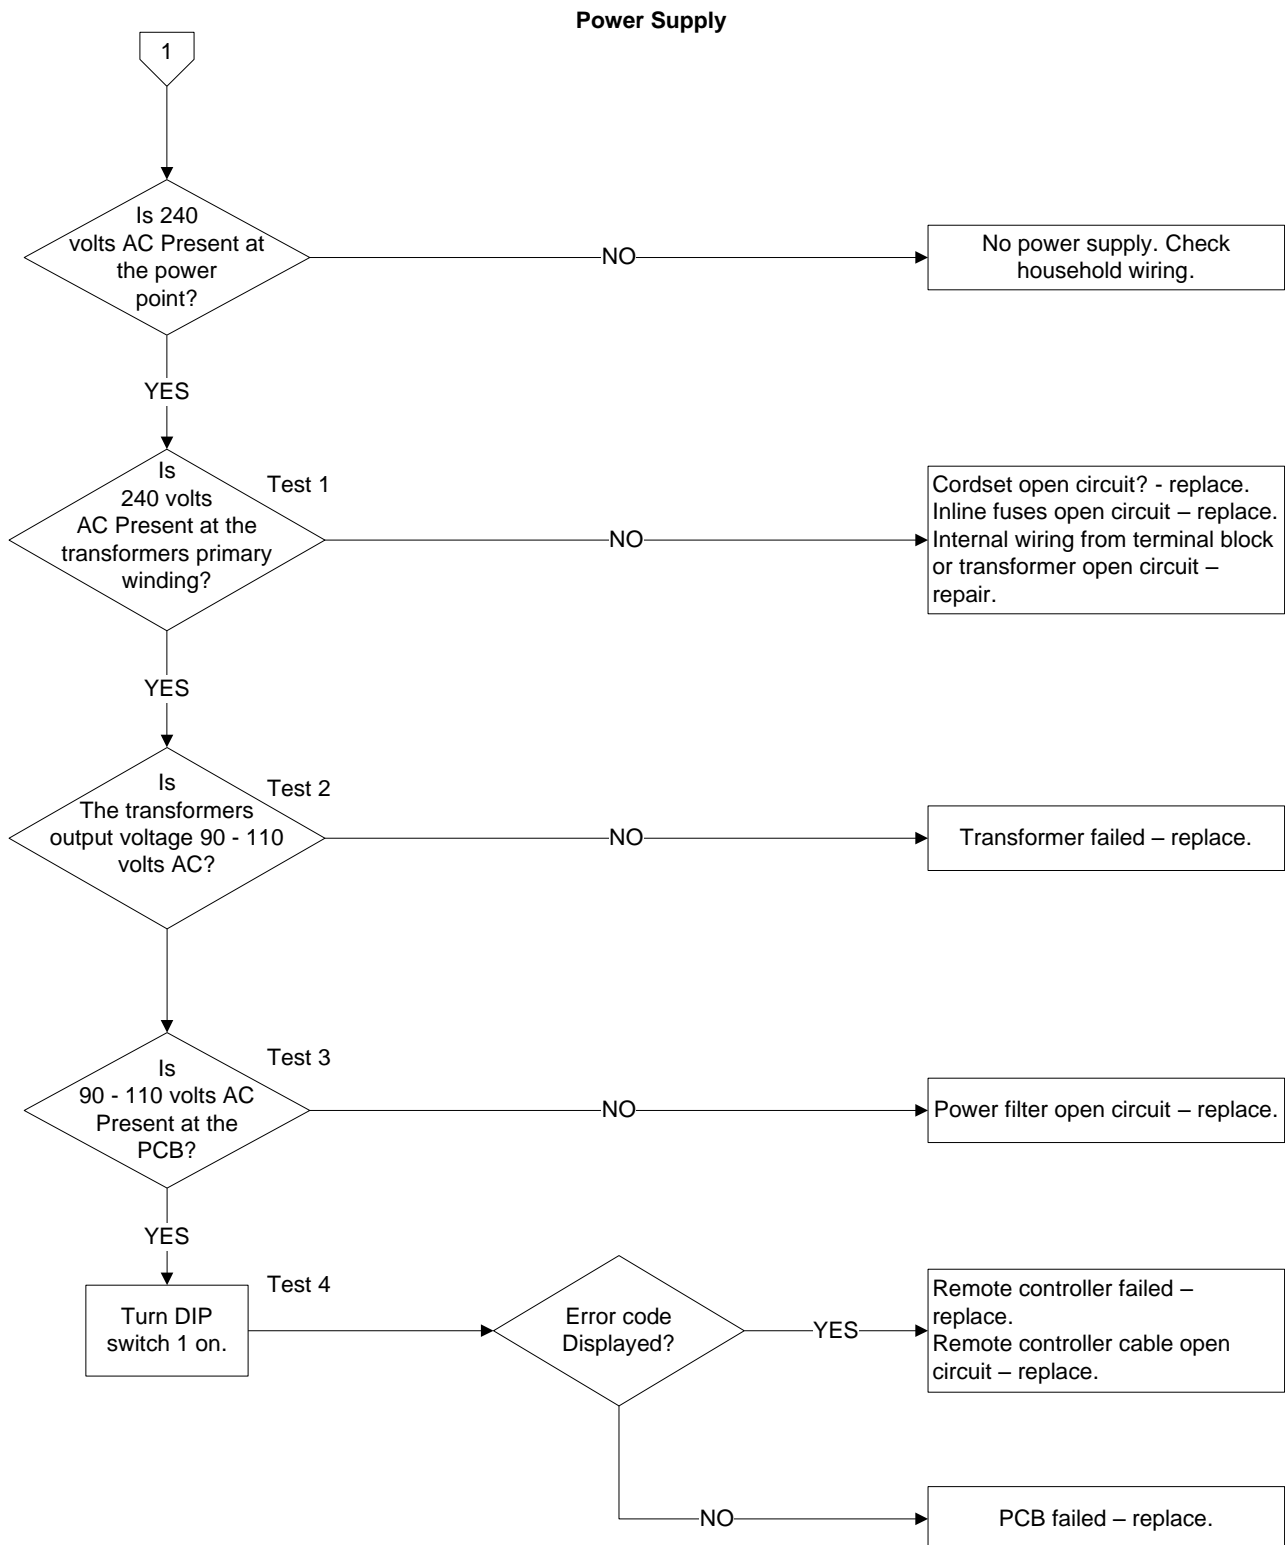 Power Supply
1
Is 240
volts AC Present at
the power
point?
NO
No power supply. Check
household wiring.
YES
Is
240 volts
AC Present at the
transformers primary
winding?
Test 1
NO
Cordset open circuit? - replace.
Inline fuses open circuit – replace.
Internal wiring from terminal block
or transformer open circuit –
repair.
YES
Is
The transformers
output voltage 90 - 110
volts AC?
Test 2
NO
Transformer failed – replace.
Is
90 - 110 volts AC
Present at the
PCB?
Test 3
NO
Power filter open circuit – replace.
YES
Turn DIP
switch 1 on.
Test 4
Error code
Displayed?
YES
Remote controller failed –
replace.
Remote controller cable open
circuit – replace.
NO
PCB failed – replace.